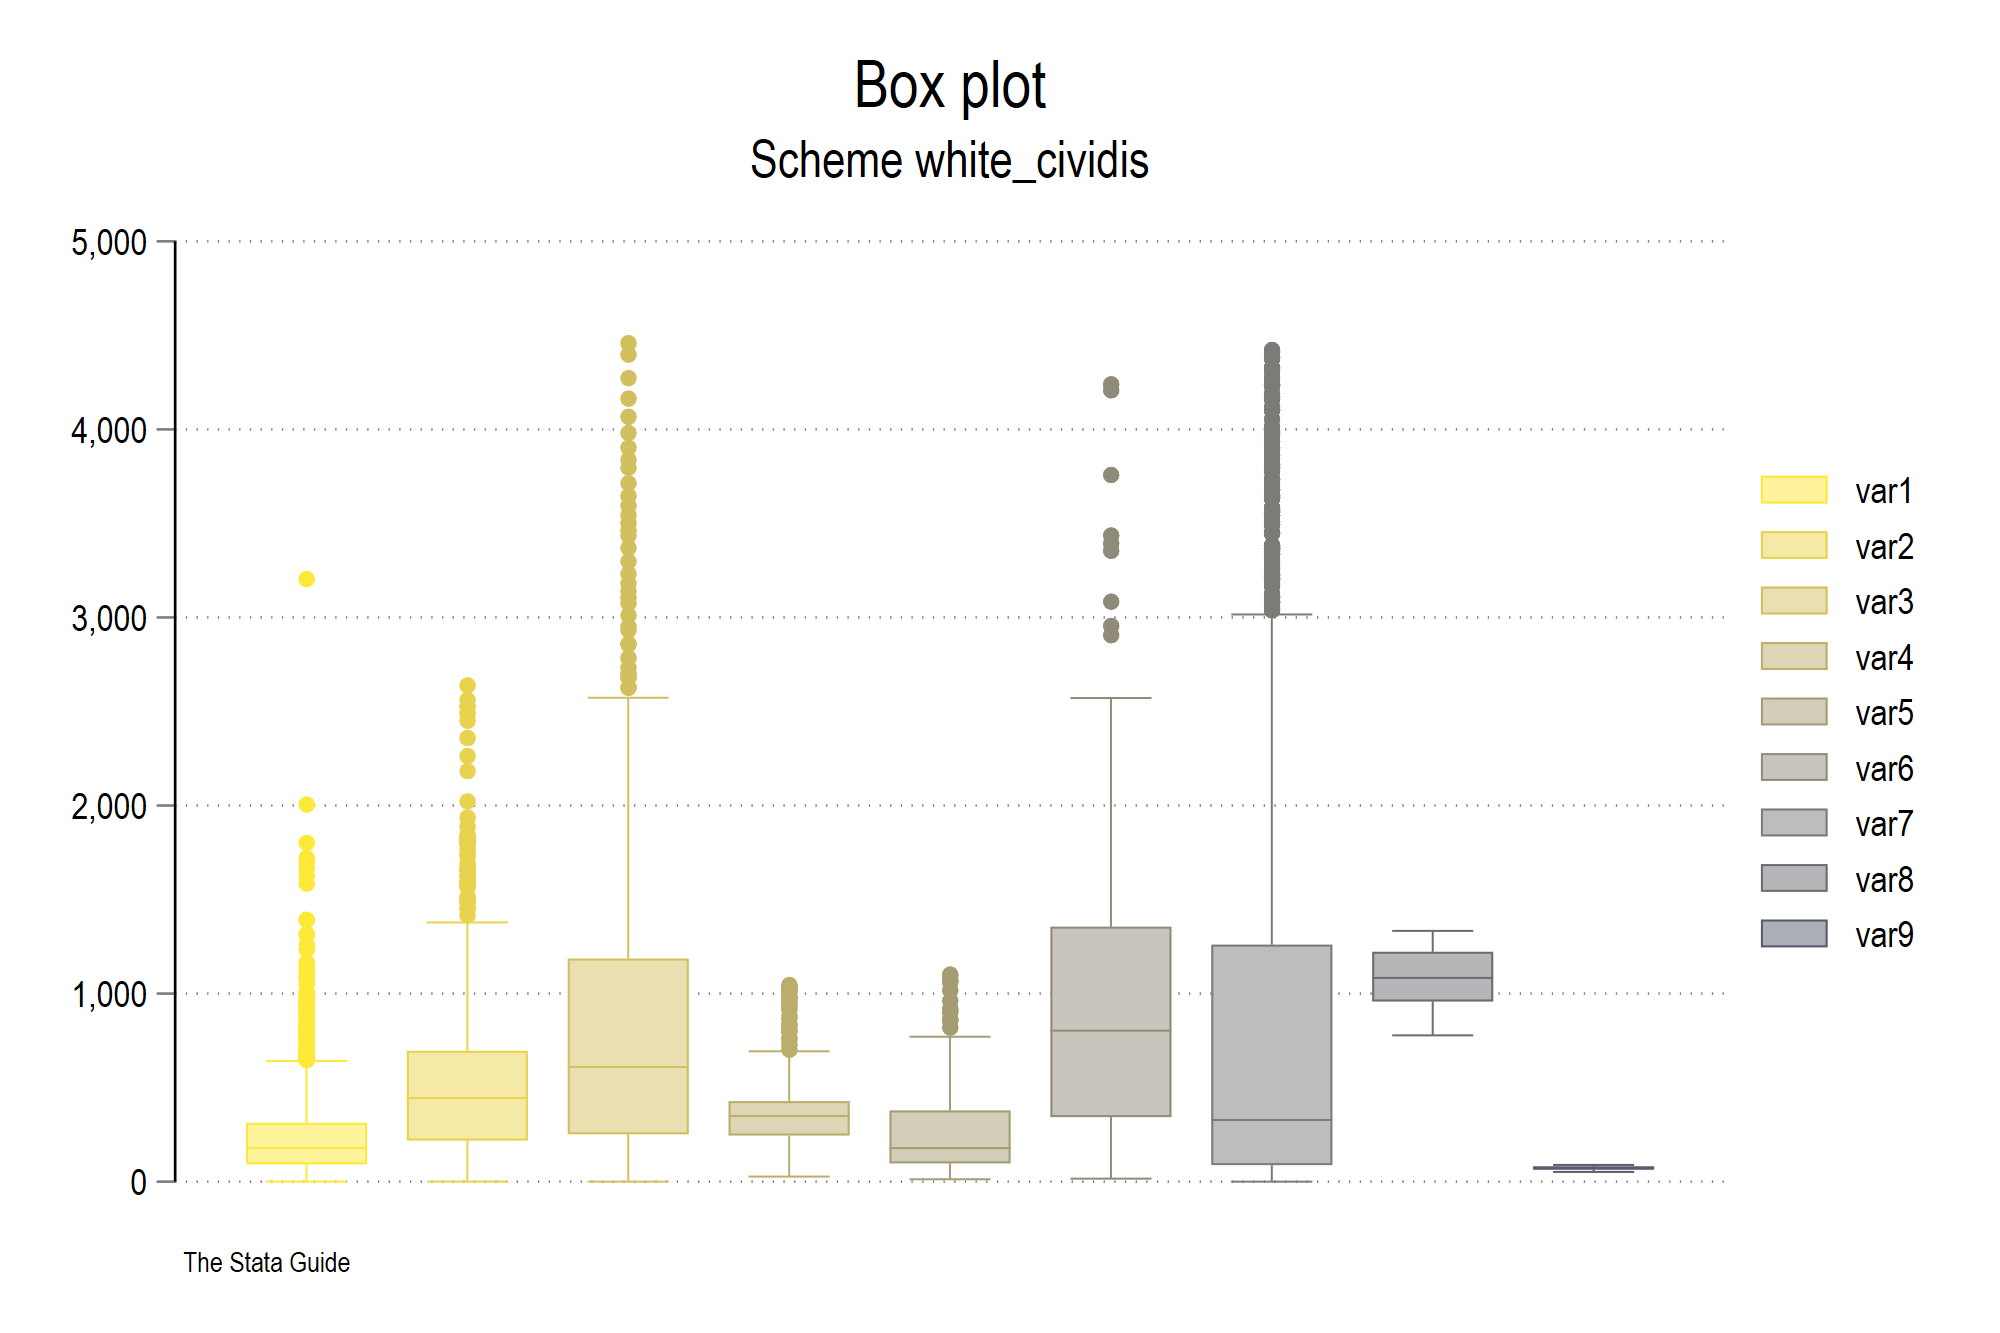 Box plot
Scheme white_cividis
5,000
4,000
3,000
2,000
1,000
0
var1
var2
var3
var4
var5
var6
var7
var8
var9
The Stata Guide